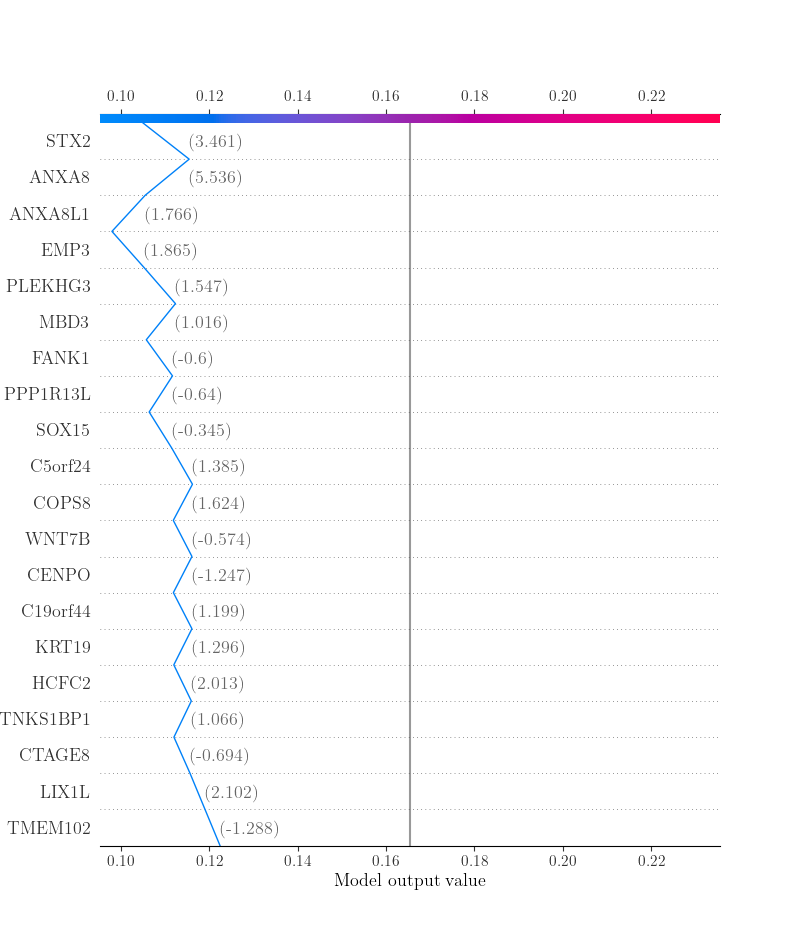 0.10 0.12 0.14 0.16 0.18 0.20 0.22
STX2 (3.461)
ANXA8 (5.536)
ANXA8L1 (1.766)
EMP3 (1.865)
PLEKHG3 (1.547)
MBD3 (1.016)
FANK1 (-0.6)
PPP1R13L (-0.64)
SOX15 (-0.345)
C5orf24 (1.385)
COPS8 (1.624)
WNT7B (-0.574)
CENPO (-1.247)
C19orf44 (1.199)
KRT19 (1.296)
HCFC2 (2.013)
TNKS1BP1 (1.066)
CTAGE8 (-0.694)
LIX1L (2.102)
TMEM102 (-1.288)
0.10 0.12 0.14 0.16 0.18 0.20 0.22
Model output value